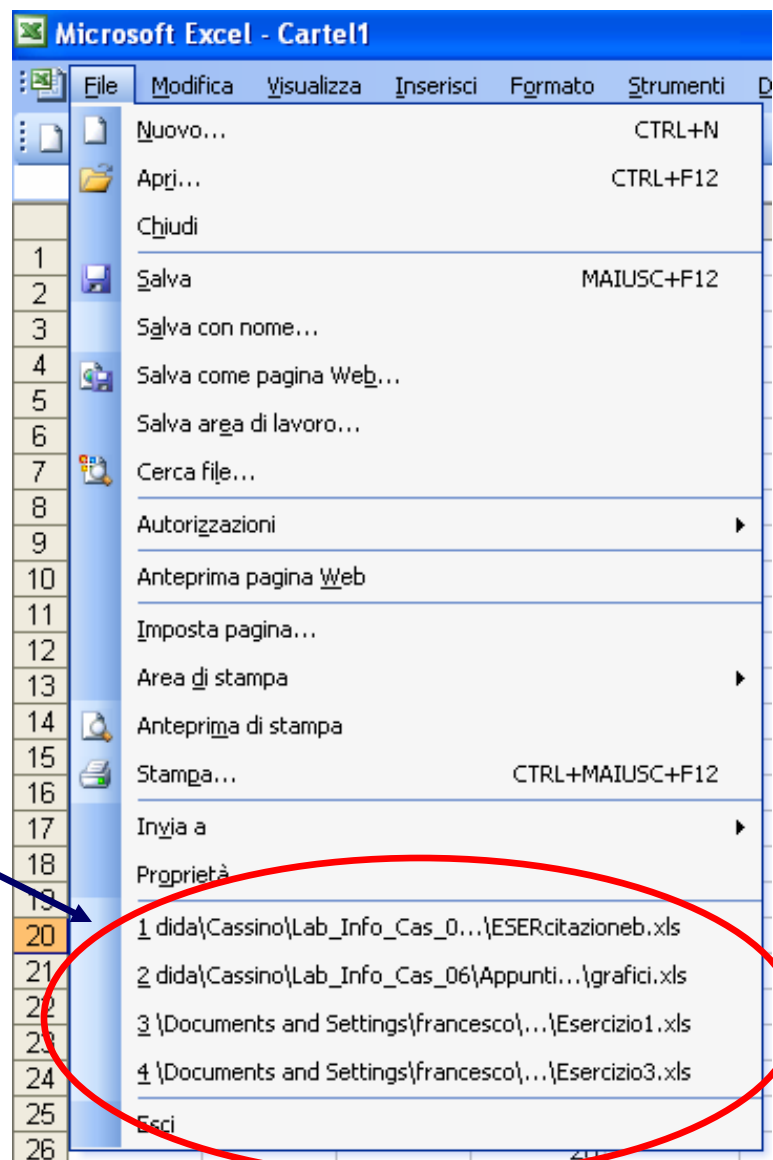 Microsoft Excel - Cartel1
File Modifica Visualizza Inserisci Formato Strumenti D
Nuovo... CTRL+N
Apri... CTRL+F12
Chiudi
1
Salva MAIUSC+F12
2
3 Salva con nome...
4 Salva come pagina Web...
5
6 Salva area di lavoro...
7 Cerca file...
8
Autorizzazioni
9
10 Anteprima pagina Web
11
Imposta pagina...
12
13 Area di stampa
14 Anteprima di stampa
15
Stampa... CTRL+MAIUSC+F12
16
17 Invia a
18 Proprietà
19
20 1 dida\Cassino\Lab_Info_Cas_0...\ESERcitazioneb.xls
21 2 dida\Cassino\Lab_Info_Cas_06\Appunti...\grafici.xls
22
23 3 \Documents and Settings\francesco\...\Esercizio1.xls
24 4 \Documents and Settings\francesco\...\Esercizio3.xls
25 Esci
26